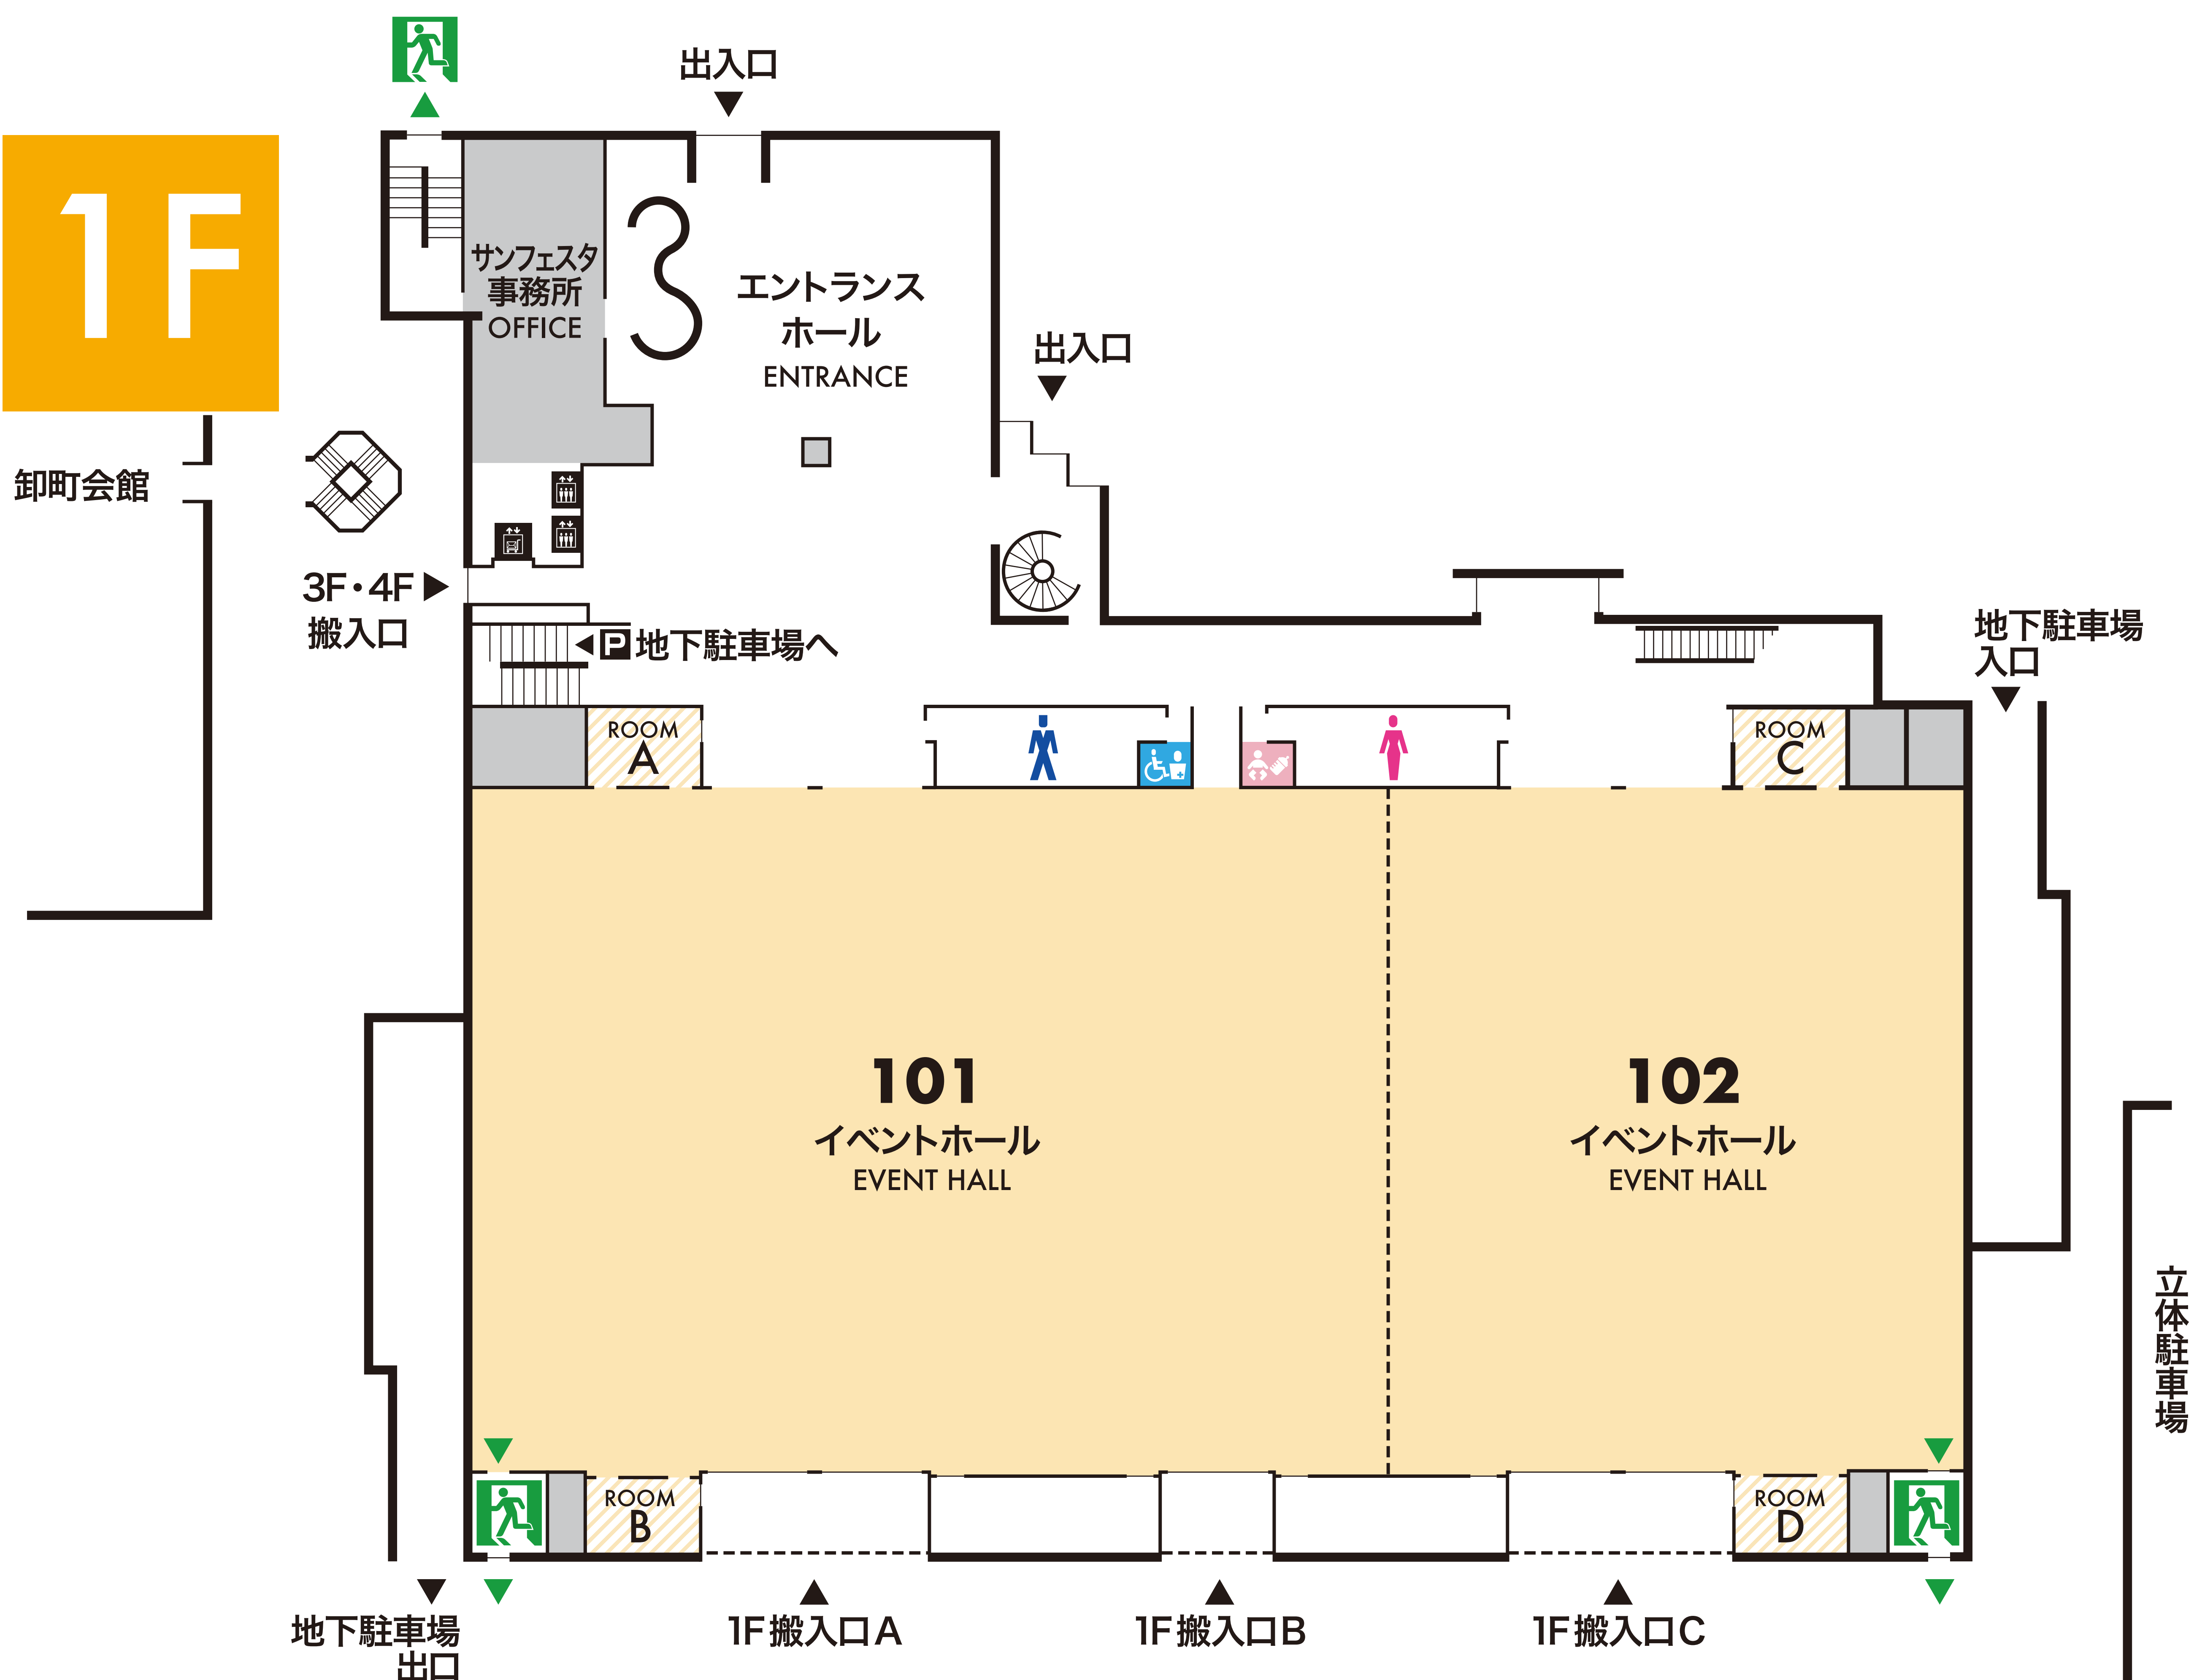 出入口
1F
サンフェスタ
事務所
OFFICE
エントランス
ホール
ENTRANCE
出入口
卸町会館
3F・4F
搬入口
P 地下駐車場へ
地下駐車場
入口
ROOM
A
ROOM
C
101
イベントホール
EVENT HALL
102
イベントホール
EVENT HALL
立体駐車場
ROOM
B
ROOM
D
地下駐車場
出口
1F搬入口A
1F搬入口B
1F搬入口C